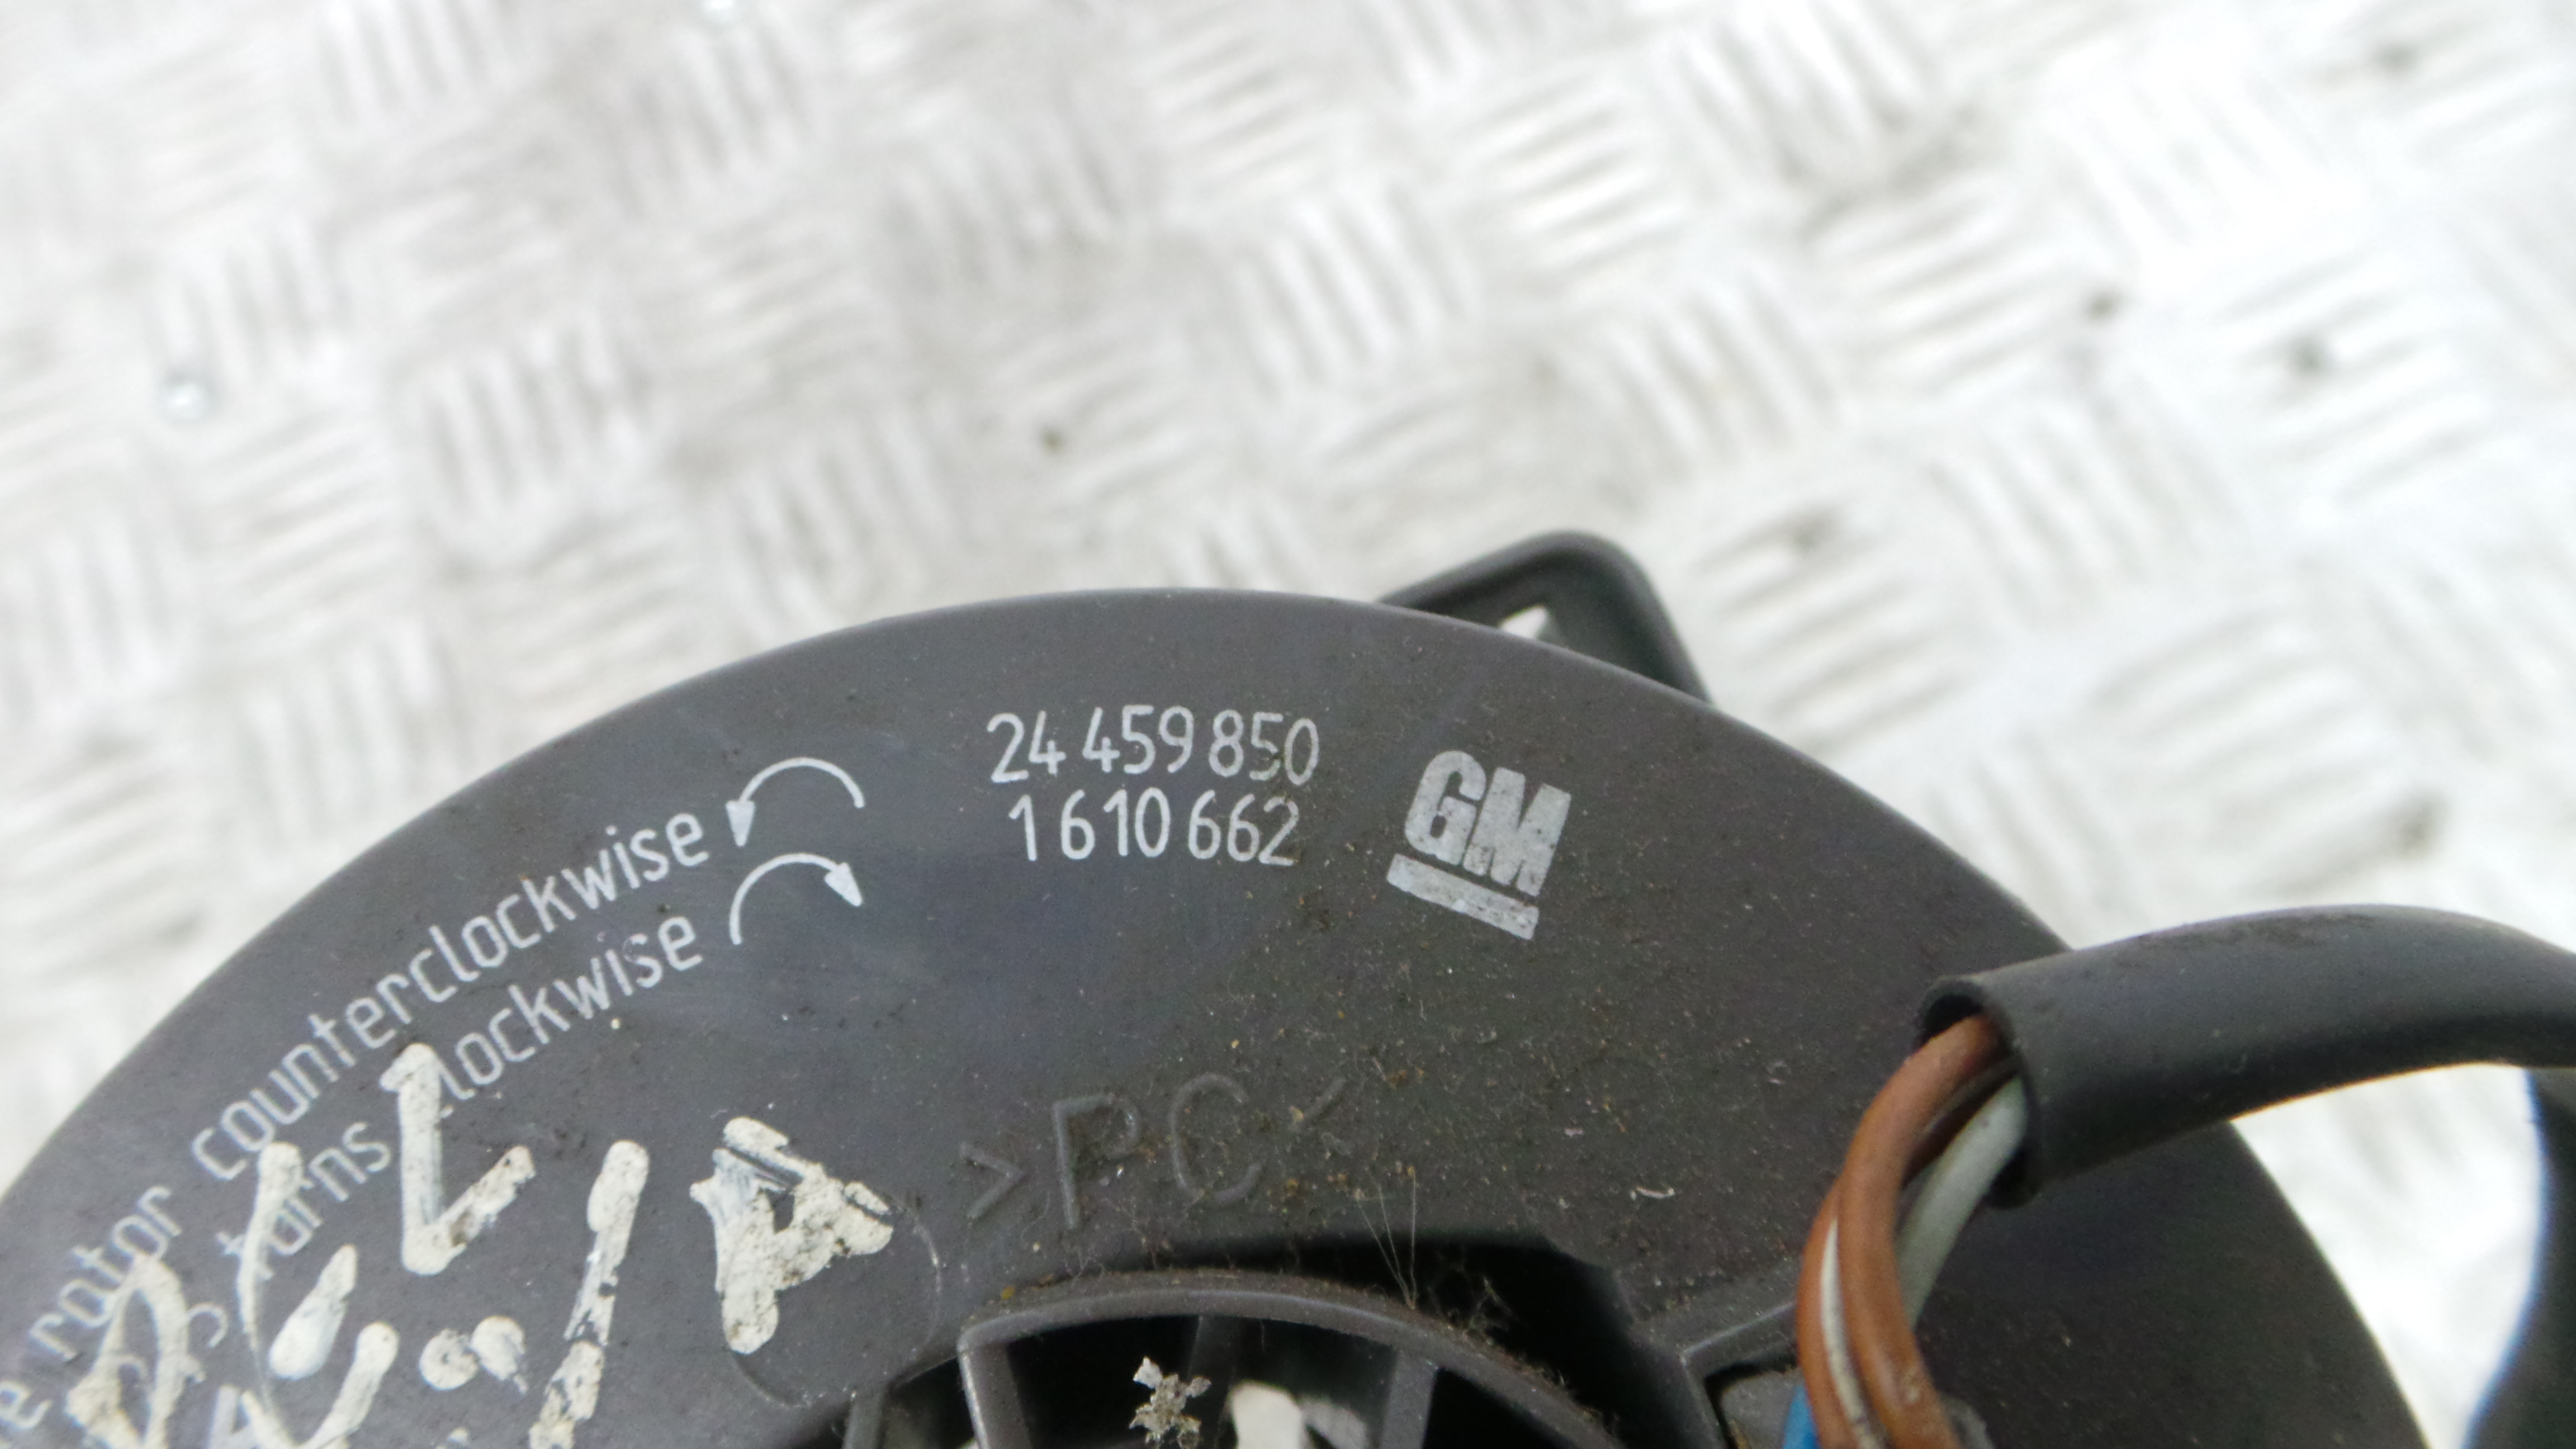 24 459 850
1 610 662
GM
rotor counterclockwise
turns clockwise
>PC<